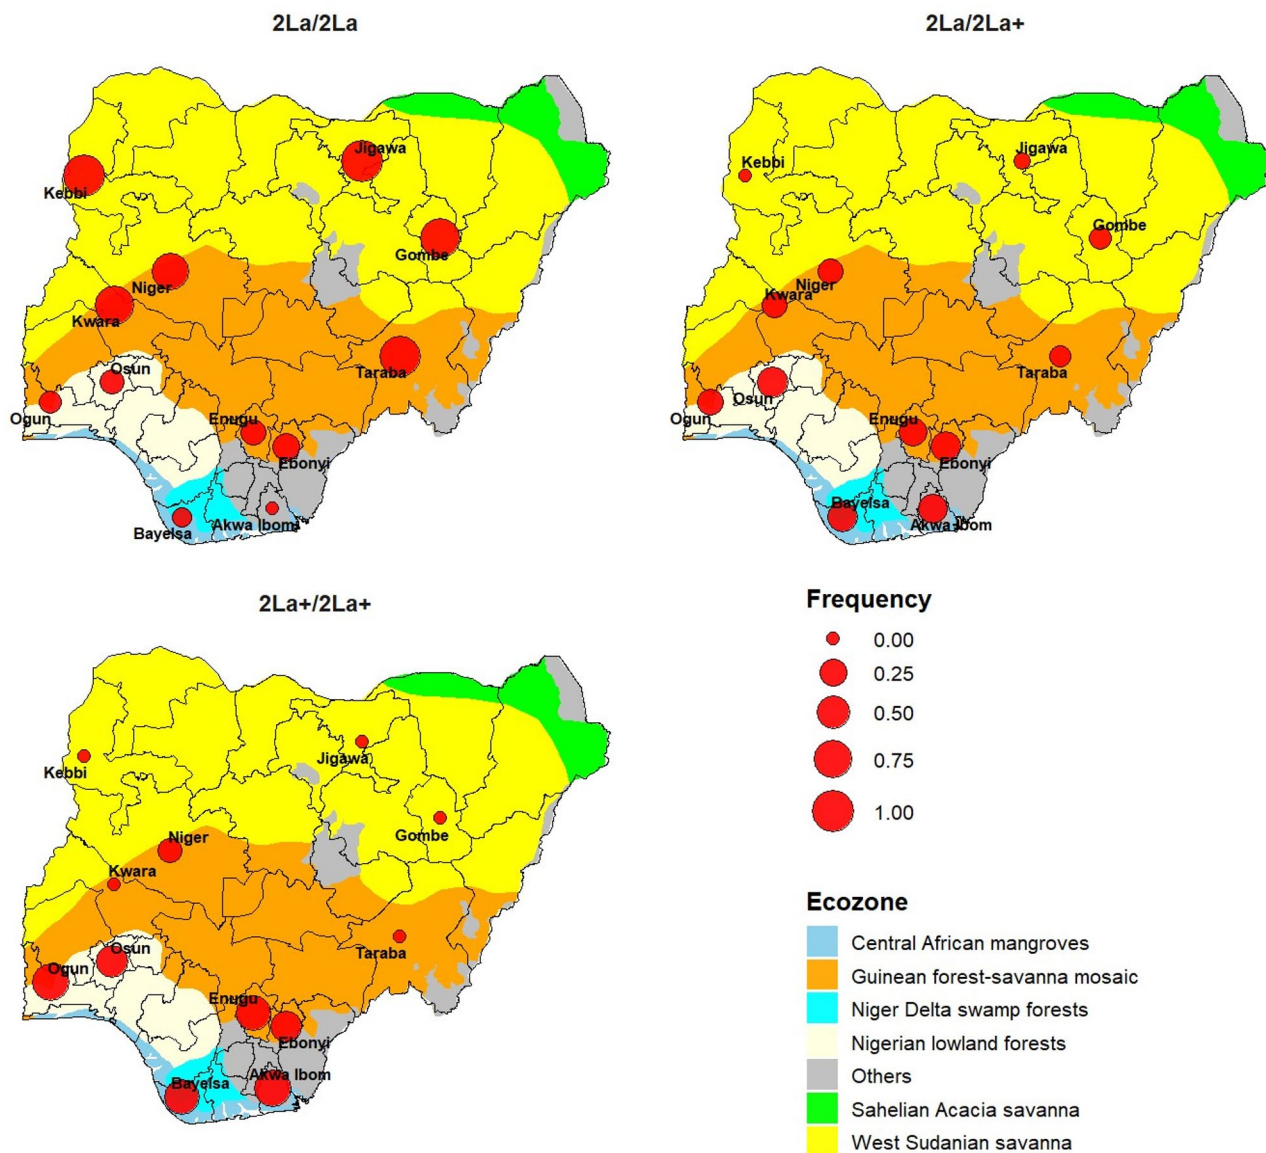 2La/2La
2La/2La+
Jigawa
Kebbi
Gombe
Niger
Kwara
Osun
Taraba
Ogun
Enugu
Ebonyi
Akwa Ibom
Bayelsa
Jigawa
Kebbi
Gombe
Niger
Kwara
Taraba
Osun
Ogun
Enugu
Ebonyi
Bayelsa
Akwa Ibom
2La+/2La+
Jigawa
Kebbi
Gombe
Niger
Kwara
Osun
Taraba
Ogun
Enugu
Ebonyi
Akwa Ibom
Bayelsa
Frequency
0.00
0.25
0.50
0.75
1.00
Ecozone
Central African mangroves
Guinean forest-savanna mosaic
Niger Delta swamp forests
Nigerian lowland forests
Others
Sahelian Acacia savanna
West Sudanian savanna